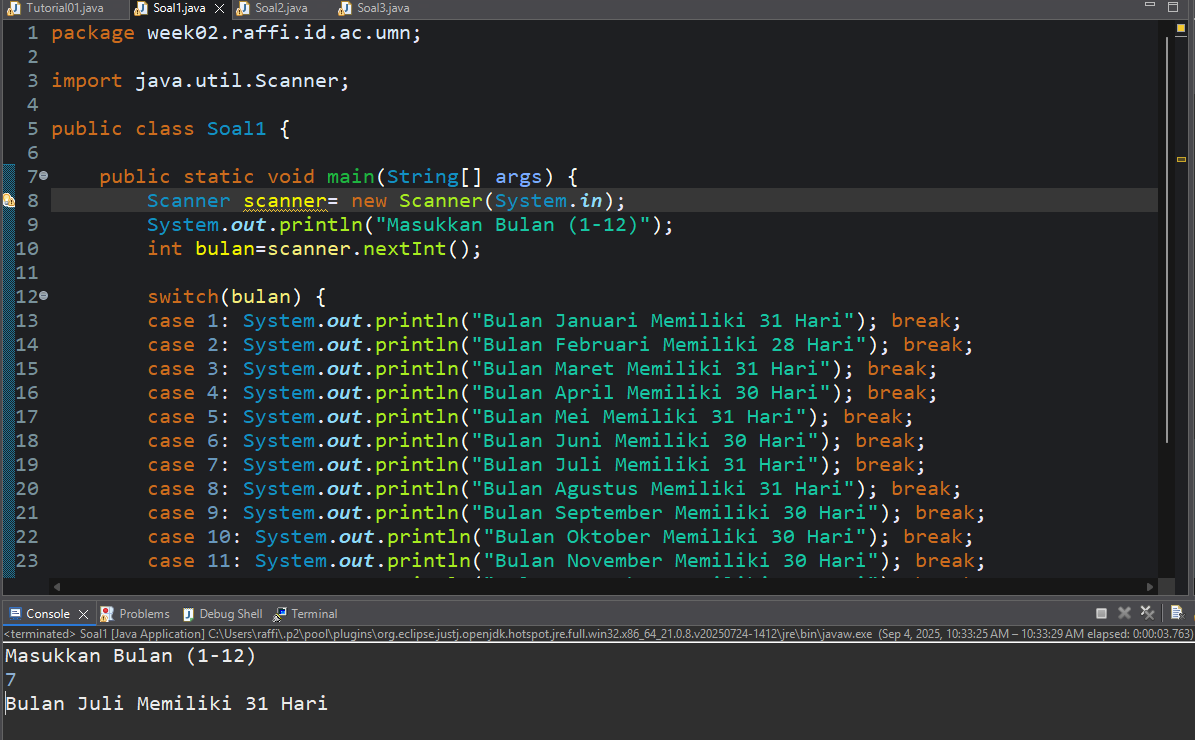 Tutorial01.java Soal1.java Soal2.java Soal3.java
1 package week02.raffi.id.ac.umn;
2
3 import java.util.Scanner;
4
5 public class Soal1 {
6
7 public static void main(String[] args) {
8 Scanner scanner= new Scanner(System.in);
9 System.out.println("Masukkan Bulan (1-12)");
10 int bulan=scanner.nextInt();
11
12 switch(bulan) {
13 case 1: System.out.println("Bulan Januari Memiliki 31 Hari"); break;
14 case 2: System.out.println("Bulan Februari Memiliki 28 Hari"); break;
15 case 3: System.out.println("Bulan Maret Memiliki 31 Hari"); break;
16 case 4: System.out.println("Bulan April Memiliki 30 Hari"); break;
17 case 5: System.out.println("Bulan Mei Memiliki 31 Hari"); break;
18 case 6: System.out.println("Bulan Juni Memiliki 30 Hari"); break;
19 case 7: System.out.println("Bulan Juli Memiliki 31 Hari"); break;
20 case 8: System.out.println("Bulan Agustus Memiliki 31 Hari"); break;
21 case 9: System.out.println("Bulan September Memiliki 30 Hari"); break;
22 case 10: System.out.println("Bulan Oktober Memiliki 30 Hari"); break;
23 case 11: System.out.println("Bulan November Memiliki 30 Hari"); break;
Console Problems Debug Shell Terminal
<terminated> Soal1 [Java Application] C:\Users\raffi\.p2\pool\plugins\org.eclipse.justj.openjdk.hotspot.jre.full.win32.x86_64_21.0.8.v20250724-1412\jre\bin\javaw.exe (Sep 4, 2025, 10:33:25 AM – 10:33:29 AM elapsed: 0:00:03.763)
Masukkan Bulan (1-12)
7
Bulan Juli Memiliki 31 Hari